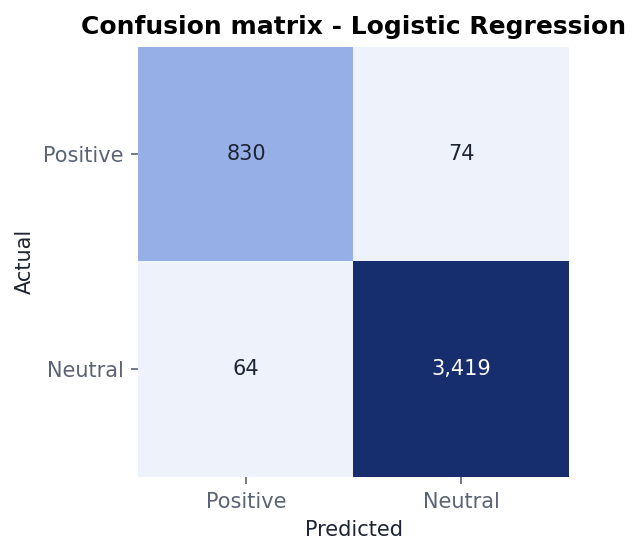 Confusion matrix - Logistic Regression
Actual
Positive
830
74
Neutral
64
3,419
Positive
Neutral
Predicted